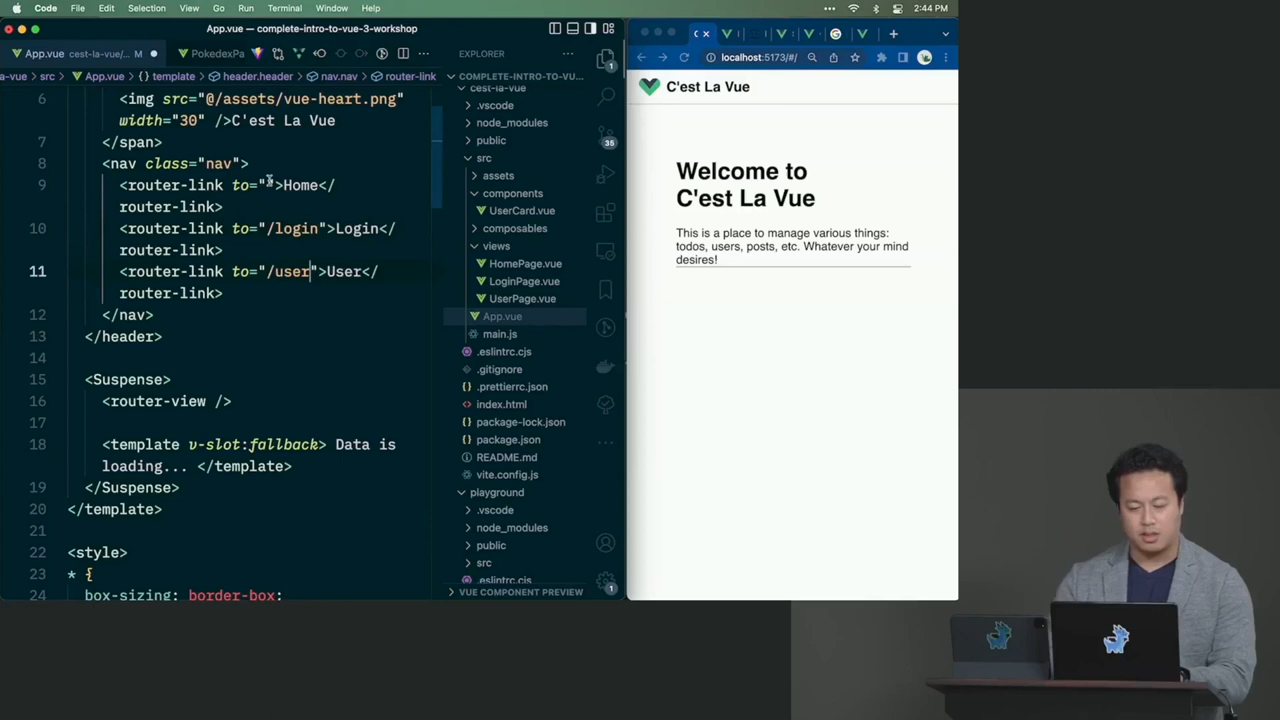 Code File Edit Selection View Go Run Terminal Window Help
2:44 PM
App.vue — complete-intro-to-vue-3-workshop
App.vue cest-la-vue/... M
PokedexPa
a-vue > src > App.vue > template > header.header > nav.nav > router-link
6 <img src="@/assets/vue-heart.png"
width="30" />C'est La Vue
7 </span>
8 <nav class="nav">
9 <router-link to="">Home</
router-link>
10 <router-link to="/login">Login</
router-link>
11 <router-link to="/user">User</
router-link>
12 </nav>
13 </header>
14
15 <Suspense>
16 <router-view />
17
18 <template v-slot:fallback> Data is
loading... </template>
19 </Suspense>
20 </template>
21
22 <style>
23 * {
24 box-sizing: border-box;
EXPLORER
COMPLETE-INTRO-TO-VU...
cest-la-vue
.vscode
node_modules
public
src
assets
components
UserCard.vue
composables
views
HomePage.vue
LoginPage.vue
UserPage.vue
App.vue
main.js
.eslintrc.cjs
.gitignore
.prettierrc.json
index.html
package-lock.json
package.json
README.md
vite.config.js
playground
.vscode
node_modules
public
src
.eslintrc.cjs
VUE COMPONENT PREVIEW
1
35
1
localhost:5173/#/
C'est La Vue
Welcome to
C'est La Vue
This is a place to manage various things:
todos, users, posts, etc. Whatever your mind
desires!